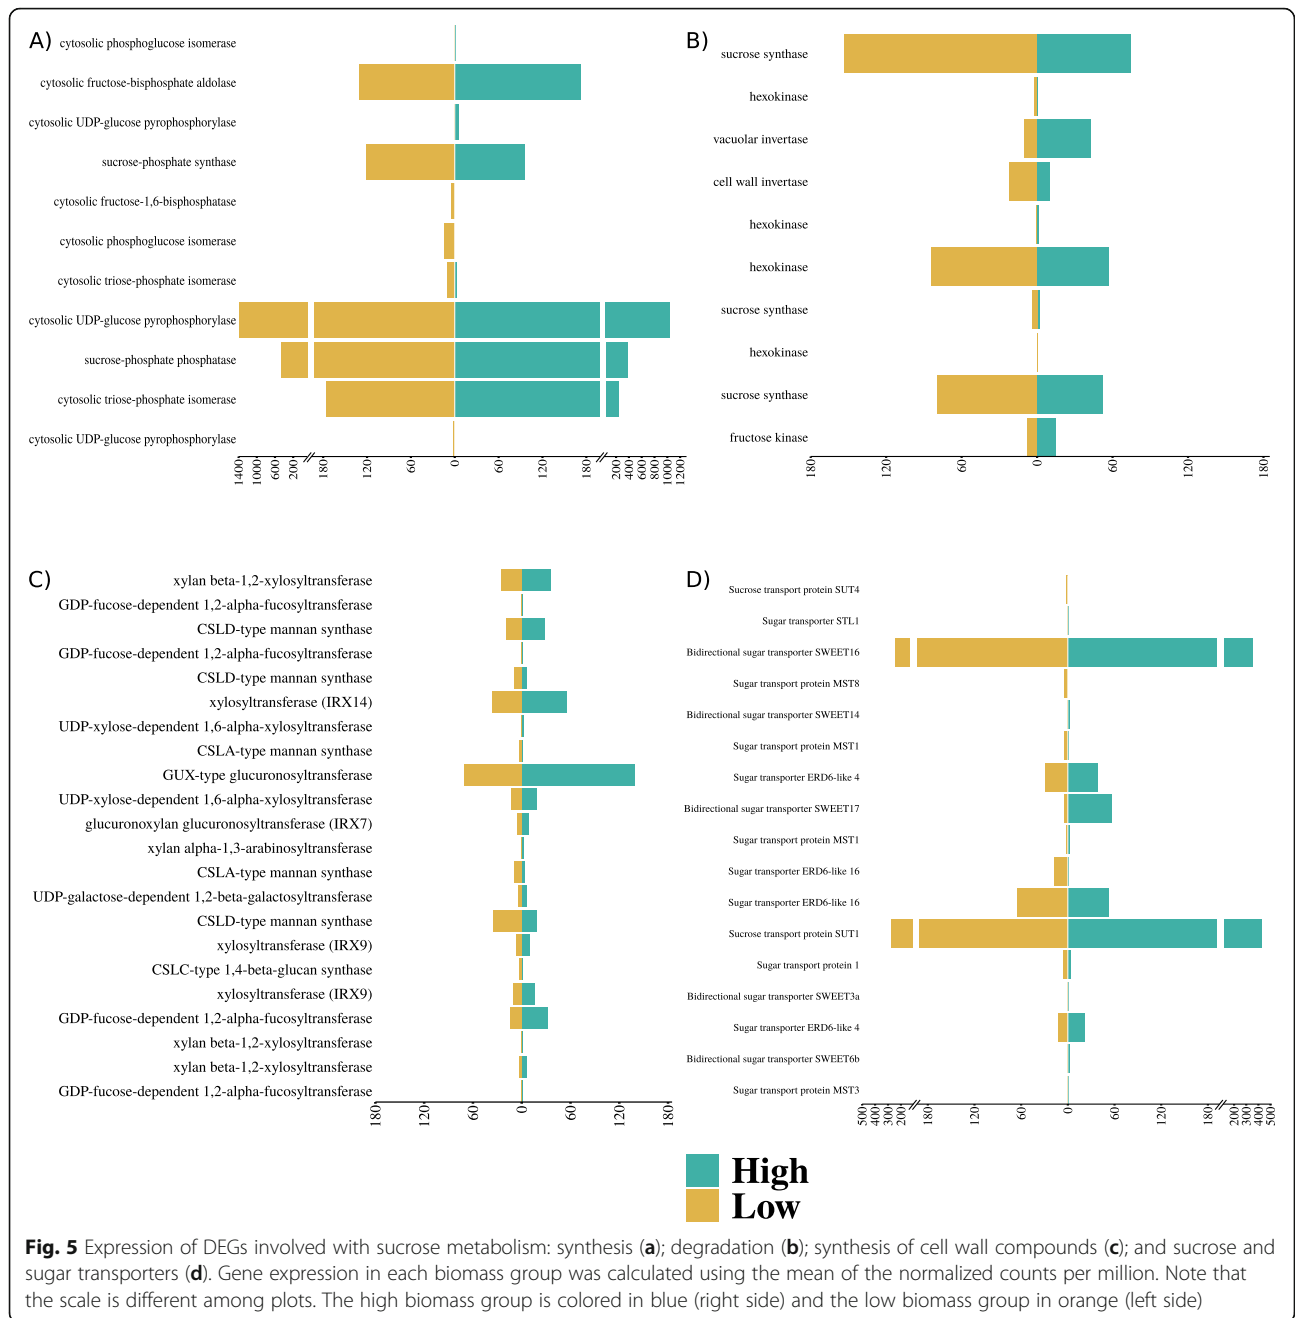 A)
cytosolic phosphoglucose isomerase
cytosolic fructose-bisphosphate aldolase
cytosolic UDP-glucose pyrophosphorylase
sucrose-phosphate synthase
cytosolic fructose-1,6-bisphosphatase
cytosolic phosphoglucose isomerase
cytosolic triose-phosphate isomerase
cytosolic UDP-glucose pyrophosphorylase
sucrose-phosphate phosphatase
cytosolic triose-phosphate isomerase
cytosolic UDP-glucose pyrophosphorylase
1400 1000 600 200 180 120 60 0 60 120 180 200 400 600 800 1000 1200
B)
sucrose synthase
hexokinase
vacuolar invertase
cell wall invertase
hexokinase
hexokinase
sucrose synthase
hexokinase
sucrose synthase
fructose kinase
180 120 60 0 60 120 180
C)
xylan beta-1,2-xylosyltransferase
GDP-fucose-dependent 1,2-alpha-fucosyltransferase
CSLD-type mannan synthase
GDP-fucose-dependent 1,2-alpha-fucosyltransferase
CSLD-type mannan synthase
xylosyltransferase (IRX14)
UDP-xylose-dependent 1,6-alpha-xylosyltransferase
CSLA-type mannan synthase
GUX-type glucuronosyltransferase
UDP-xylose-dependent 1,6-alpha-xylosyltransferase
glucuronoxylan glucuronosyltransferase (IRX7)
xylan alpha-1,3-arabinosyltransferase
CSLA-type mannan synthase
UDP-galactose-dependent 1,2-beta-galactosyltransferase
CSLD-type mannan synthase
xylosyltransferase (IRX9)
CSLC-type 1,4-beta-glucan synthase
xylosyltransferase (IRX9)
GDP-fucose-dependent 1,2-alpha-fucosyltransferase
xylan beta-1,2-xylosyltransferase
xylan beta-1,2-xylosyltransferase
GDP-fucose-dependent 1,2-alpha-fucosyltransferase
180 120 60 0 60 120 180
D)
Sucrose transport protein SUT4
Sugar transporter STL1
Bidirectional sugar transporter SWEET16
Sugar transport protein MST8
Bidirectional sugar transporter SWEET14
Sugar transport protein MST1
Sugar transporter ERD6-like 4
Bidirectional sugar transporter SWEET17
Sugar transport protein MST1
Sugar transporter ERD6-like 16
Sugar transporter ERD6-like 16
Sucrose transport protein SUT1
Sugar transport protein 1
Bidirectional sugar transporter SWEET3a
Sugar transporter ERD6-like 4
Bidirectional sugar transporter SWEET6b
Sugar transport protein MST3
500 400 300 200 180 120 60 0 60 120 180 200 300 400 500
High
Low
Fig. 5 Expression of DEGs involved with sucrose metabolism: synthesis (a); degradation (b); synthesis of cell wall compounds (c); and sucrose and
sugar transporters (d). Gene expression in each biomass group was calculated using the mean of the normalized counts per million. Note that
the scale is different among plots. The high biomass group is colored in blue (right side) and the low biomass group in orange (left side)